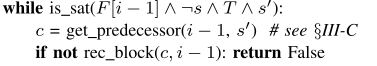 while is_sat(F[i − 1] ∧ ¬s ∧ T ∧ s′):
c = get_predecessor(i − 1, s′) # see §III-C
if not rec_block(c, i − 1): return False